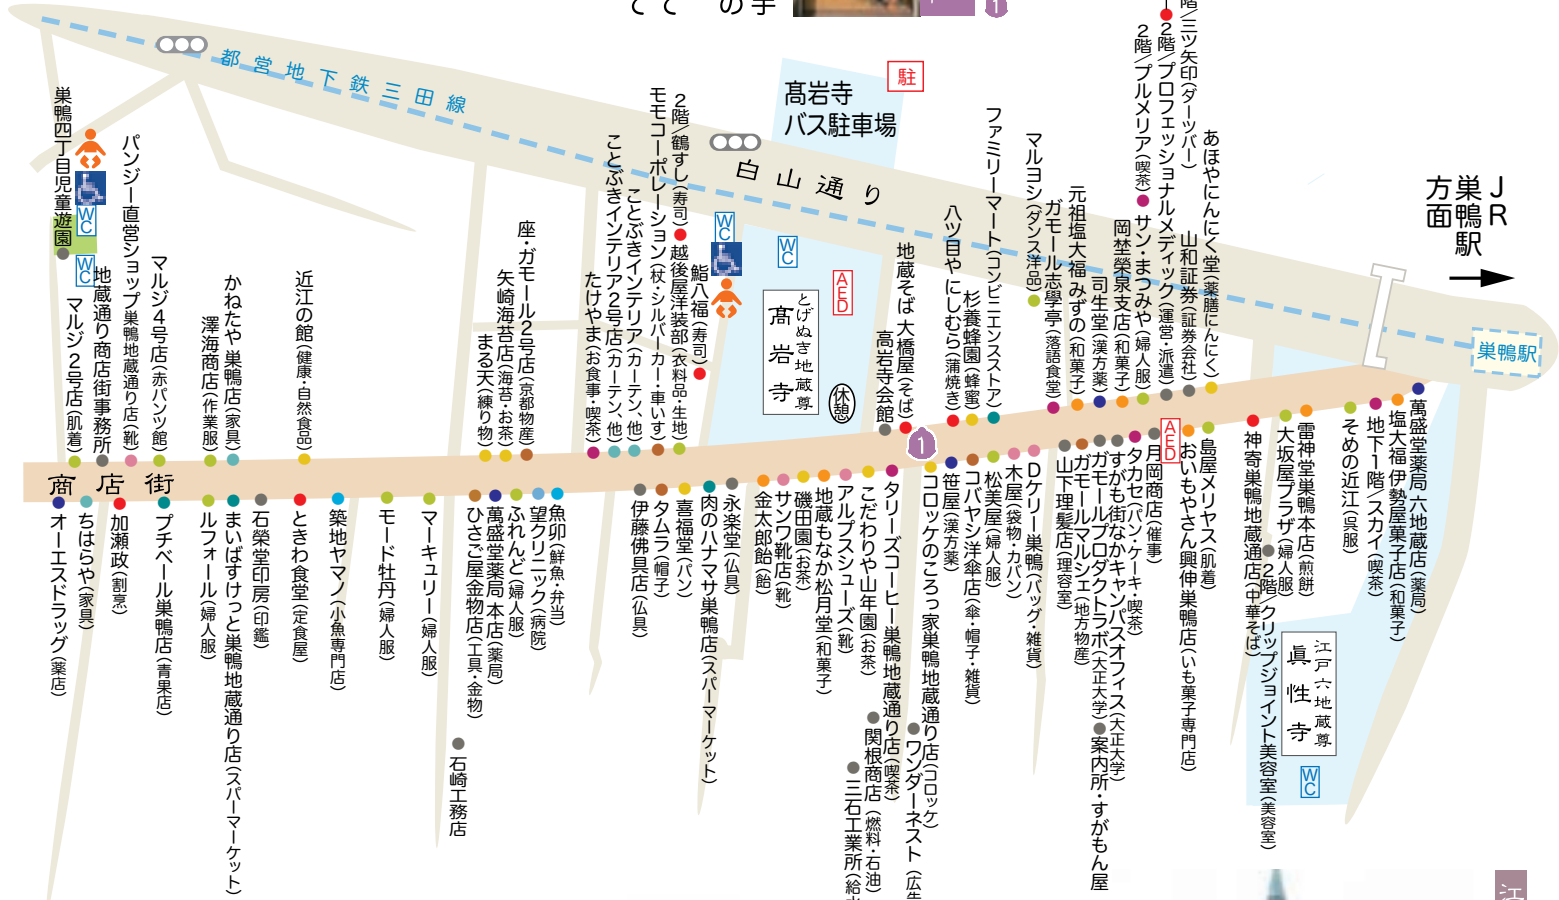 手
の
て
て
1
都営地下鉄三田線
白山通り
髙岩寺
バス駐車場
駐
JR
巣鴨駅
方面
巣鴨駅
巣鴨四丁目児童遊園
WC
WC
マルジ2号店(肌着)
地蔵通り商店街事務所
パンジー直営ショップ巣鴨地蔵通り店(靴)
マルジ4号店(赤パンツ館)
澤海商店(作業服)
かねたや 巣鴨店(家具)
近江の館(健康・自然食品)
まる天(練り物)
矢崎海苔店(海苔・お茶)
座・ガモール2号店(京都物産)
たけやま(お食事・喫茶)
ことぶきインテリア2号店(カーテン、他)
ことぶきインテリア(カーテン、他)
モモコーポレーション(杖・シルバーカー・車いす)
2階/鶴すし(寿司)
越後屋洋装部(衣料品・生地)
鮨八福(寿司)
WC
WC
AED
とげぬき地蔵尊
髙岩寺
休憩
高岩寺会館
地蔵そば 大橋屋(そば)
八ツ目や にしむら(蒲焼き)
杉養蜂園(蜂蜜)
ファミリーマート(コンビニエンスストア)
マルヨシ(ダンス洋品)
ガモール志學亭(落語食堂)
元祖塩大福 みずの(和菓子)
司生堂(漢方薬)
岡埜榮泉支店(和菓子)
2階/プルメリア(喫茶)
サン・まつみや(婦人服)
2階/プロフェッショナルメディック(運営・派遣)
階/三ツ矢印(ダーツバー)
山和証券(証券会社)
あほやにんにく堂(薬膳にんにく)
商店街
1
オーエスドラッグ(薬店)
ちはらや(家具)
加瀬政(割烹)
プチベール巣鴨店(青果店)
ルフォール(婦人服)
まいばすけっと巣鴨地蔵通り店(スーパーマーケット)
石榮堂印房(印鑑)
ときわ食堂(定食屋)
築地ヤマノ(小魚専門店)
モード牡丹(婦人服)
マーキュリー(婦人服)
石崎工務店
ひさご屋金物店(工具・金物)
萬盛堂薬局 本店(薬局)
ふれんど(婦人服)
望クリニック(病院)
魚卯(鮮魚・弁当)
伊藤佛具店(仏具)
タムラ(帽子)
喜福堂(パン)
肉のハナマサ巣鴨店(スパーマーケット)
永楽堂(仏具)
金太郎飴(飴)
サンワ靴店(靴)
磯田園(お茶)
地蔵もなか松月堂(和菓子)
アルプスシューズ(靴)
こだわりや山年園(お茶)
タリーズコーヒー巣鴨地蔵通り店(喫茶)
関根商店(燃料・石油)
三石工業所(給水
コロッケのころっ家巣鴨地蔵通り店(コロッケ)
ワンダーネスト(広告
笹屋(漢方薬)
コバヤシ洋傘店(傘・帽子・雑貨)
松美屋(婦人服)
木屋(袋物・カバン)
Dケリー巣鴨(バッグ・雑貨)
山下理髪店(理容室)
ガモールマルシェ(地方物産)
ガモールプロダクトラボ(大正大学)
案内所・すがもん屋
すがも街なかキャンパスオフィス(大正大学)
タカセ(パン・ケーキ・喫茶)
月岡商店(催事)
AED
おいもやさん興伸巣鴨店(いも菓子専門店)
島屋メリヤス(肌着)
神寄巣鴨地蔵通店(中華そば)
2階/クリップジョイント美容室(美容室)
大坂屋プラザ(婦人服)
雷神堂巣鴨本店(煎餅)
江戸六地蔵尊
眞性寺
WC
そめの近江(呉服)
地下1階/スカイ(喫茶)
塩大福 伊勢屋菓子店(和菓子)
萬盛堂薬局 六地蔵店(薬局)
江